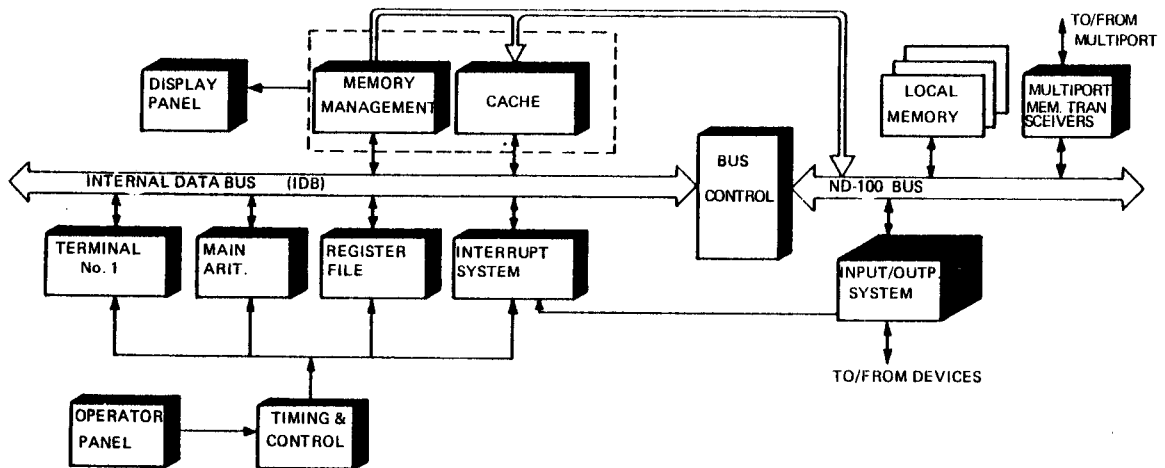 TO/FROM
MULTIPORT
DISPLAY
PANEL
MEMORY
MANAGEMENT
CACHE
LOCAL
MEMORY
MULTIPORT
MEM. TRAN
SCEIVERS
BUS
CONTROL
INTERNAL DATA BUS (IDB)
ND-100 BUS
TERMINAL
No. 1
MAIN
ARIT.
REGISTER
FILE
INTERRUPT
SYSTEM
INPUT/OUTP.
SYSTEM
TO/FROM DEVICES
OPERATOR
PANEL
TIMING &
CONTROL